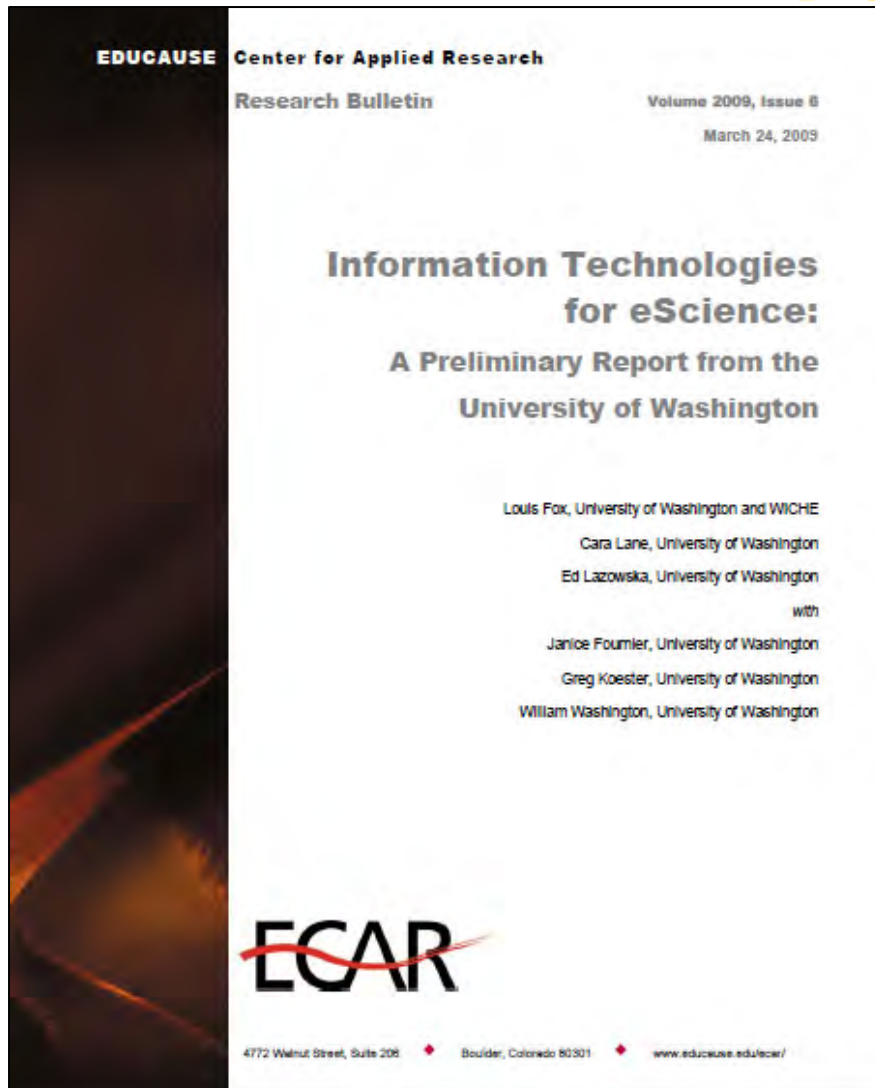 EDUCAUSE Center for Applied Research
Research Bulletin
Volume 2009, Issue 6
March 24, 2009
Information Technologies
for eScience:
A Preliminary Report from the
University of Washington
Louis Fox, University of Washington and WICHE
Cara Lane, University of Washington
Ed Lazowska, University of Washington
with
Janice Fournier, University of Washington
Greg Koester, University of Washington
William Washington, University of Washington
ECAR
4772 Walnut Street, Suite 206 ◆ Boulder, Colorado 80301 ◆ www.educause.edu/ecar/